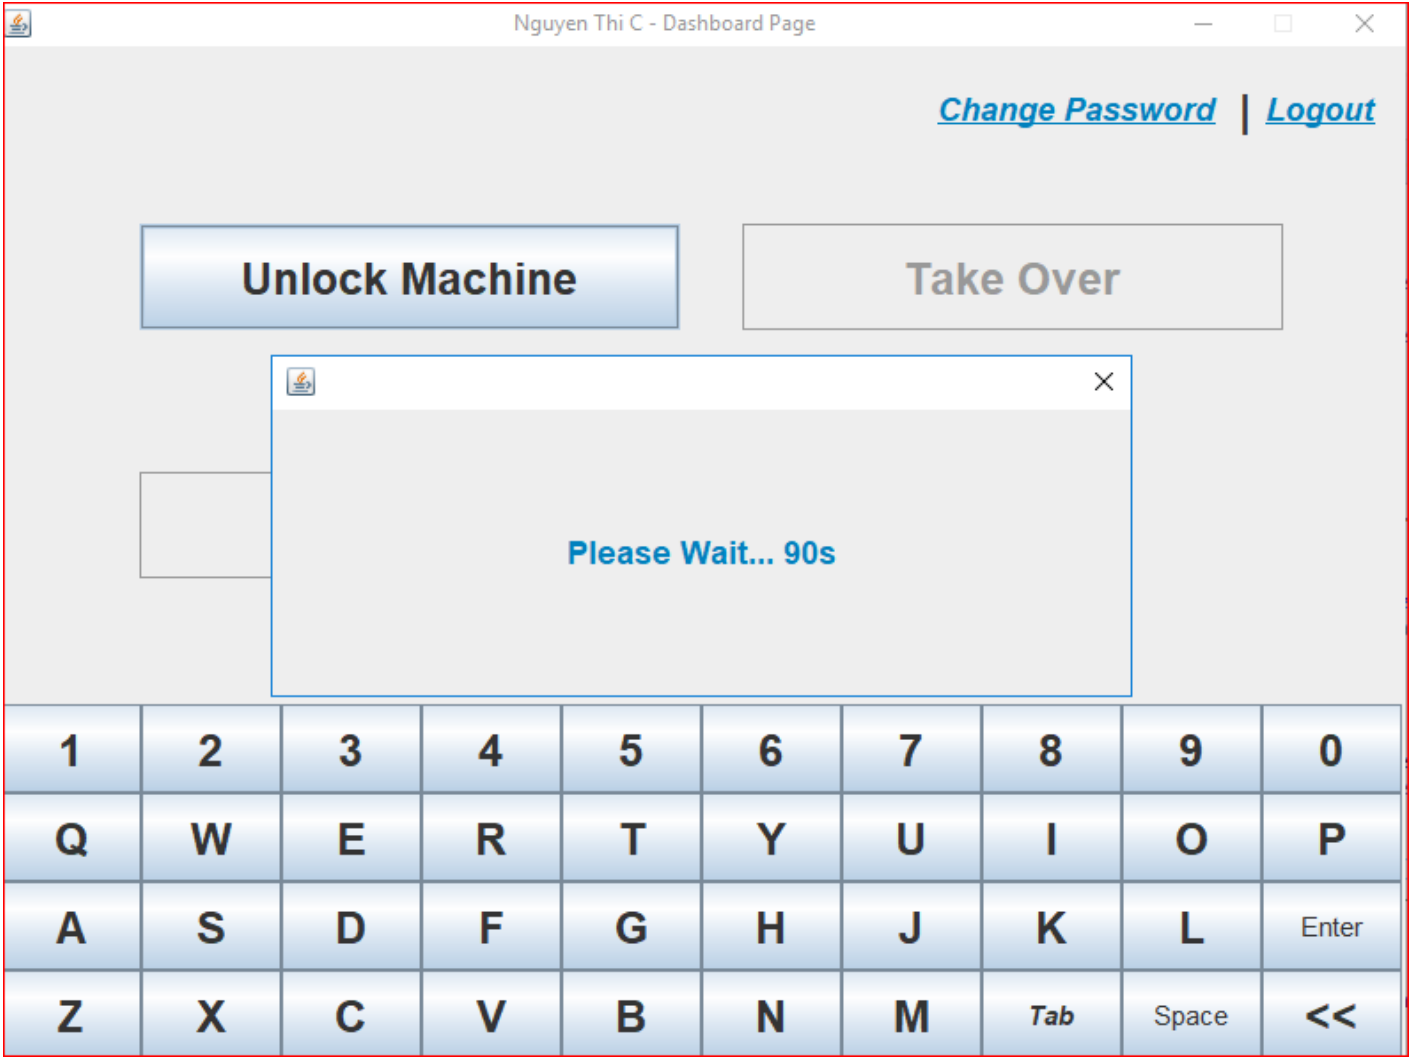 Nguyen Thi C - Dashboard Page
Change Password | Logout
Unlock Machine Take Over
Please Wait... 90s
1 2 3 4 5 6 7 8 9 0
Q W E R T Y U I O P
A S D F G H J K L Enter
Z X C V B N M Tab Space <<